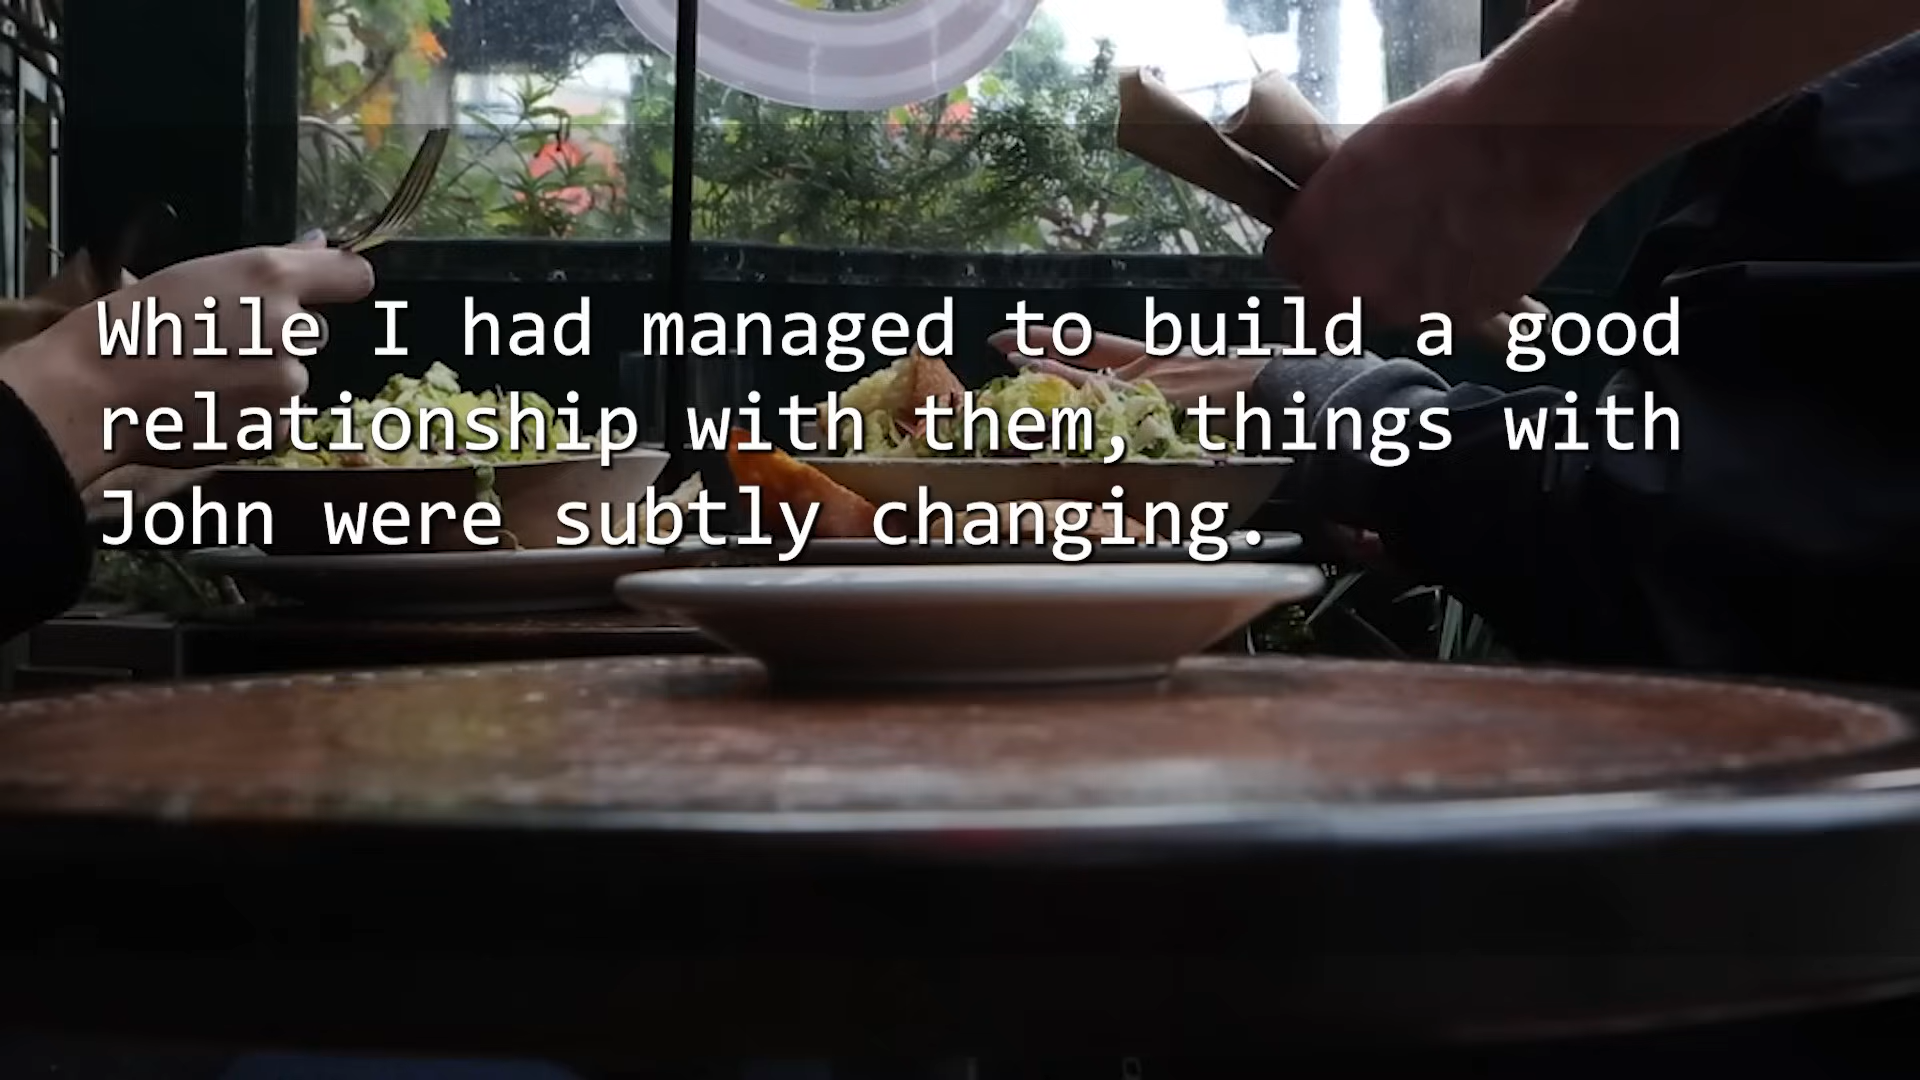 While I had managed to build a good
relationship with them, things with
John were subtly changing.